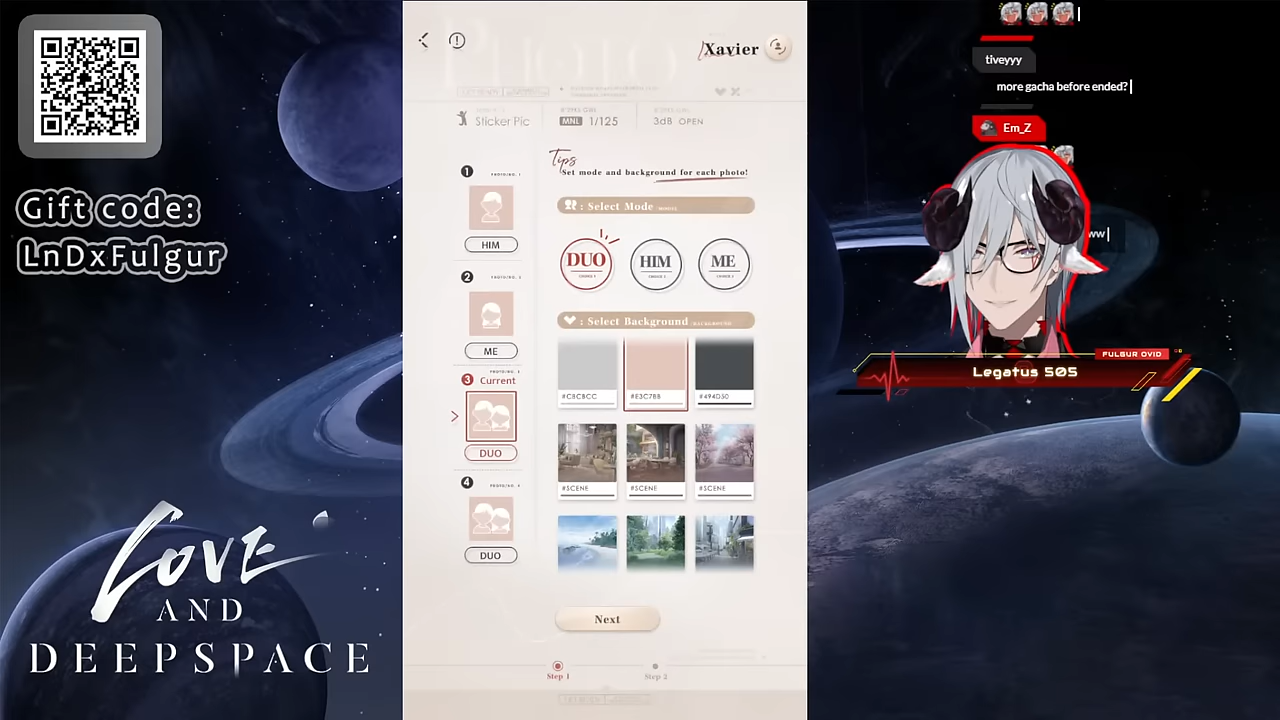 Gift code:
LnDxFulgur
LOVE
AND
DEEPSPACE
Photo
Xavier
Sticker Pic
MNL 1/125
3dB OPEN
Tips
Set mode and background for each photo!
1
HIM
2
ME
3 Current
DUO
4
DUO
: Select Mode
DUO
HIM
ME
: Select Background
#C8C8CC
#E3C7BB
#494D50
#SCENE
#SCENE
#SCENE
Next
Step 1
Step 2
tiveyyy
more gacha before ended?
Em_Z
ww
FULGUR OVID
Legatus 505